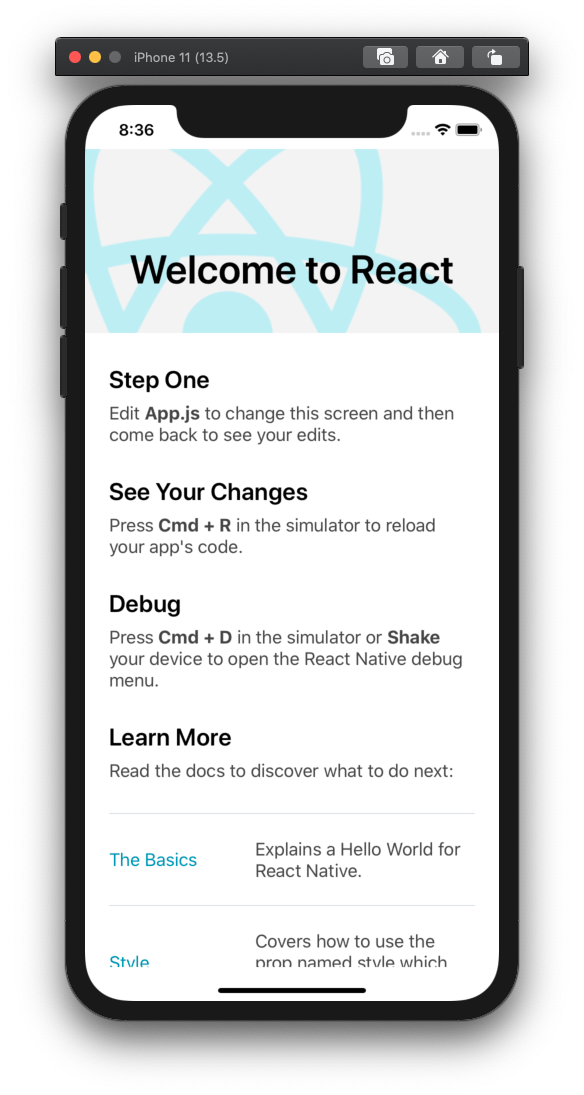 iPhone 11 (13.5)
8:36
Welcome to React
Step One
Edit App.js to change this screen and then
come back to see your edits.
See Your Changes
Press Cmd + R in the simulator to reload
your app's code.
Debug
Press Cmd + D in the simulator or Shake
your device to open the React Native debug
menu.
Learn More
Read the docs to discover what to do next:
The Basics
Explains a Hello World for
React Native.
Style
Covers how to use the
prop named style which